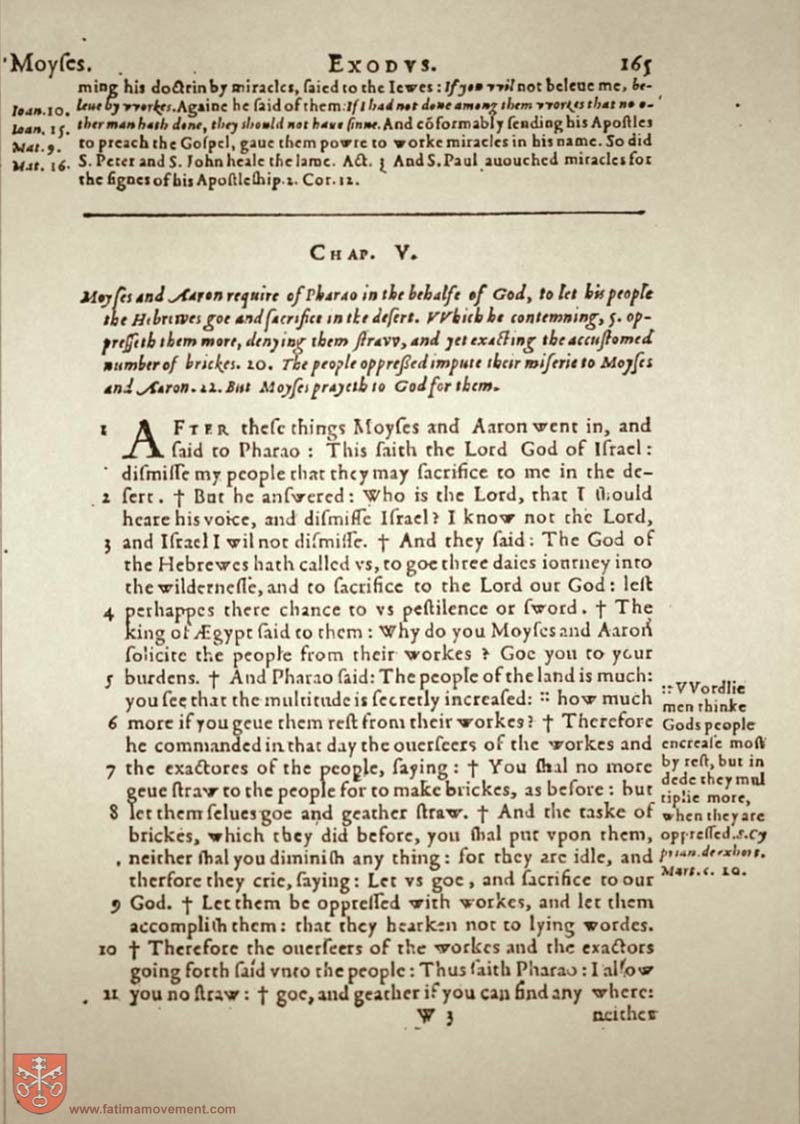 Moyſes. EXODVS. 165
ming his doctrin by miracles, ſaied to the Iewes: If you vvil not beleue me, be-
Ioan. 10. leue by vvorkes. Againe he ſaid of them: If I had not done among them vvorkes that no o-
Ioan. 15. ther man hath done, they should not haue ſinne. And cõformably ſending his Apoſtles
Mat. 9. to preach the Goſpel, gaue them powre to worke miracles in his name. So did
Mat. 16. S. Peter and S. John heale the lame. Act. 3 And S. Paul auouched miracles for
the ſignes of his Apoſtleſhip. 2. Cor. 12.
CHAP. V.
Moyſes and Aaron require of Pharao in the behalfe of God, to let his people
the Hebrewes goe and ſacrifice in the deſert. VVhich he contemning, 5. op-
preſſeth them more, denying them ſtravv, and yet exacting the accuſtomed
number of brickes. 20. The people oppreßed impute their miſerie to Moyſes
and Aaron. 22. But Moyſes prayeth to God for them.
1 AFTER theſe things Moyſes and Aaron went in, and
ſaid to Pharao: This ſaith the Lord God of Iſrael:
diſmiſſe my people that they may ſacrifice to me in the de-
2 ſert. † But he anſwered: Who is the Lord, that I ſhould
heare his voice, and diſmiſſe Iſrael? I know not the Lord,
3 and Iſrael I wil not diſmiſſe. † And they ſaid: The God of
the Hebrewes hath called vs, to goe three daies iourney into
the wilderneſſe, and to ſacrifice to the Lord our God: leſt
4 perhappes there chance to vs peſtilence or ſword. † The
king of Ægypt ſaid to them: Why do you Moyſes and Aaron
ſolicite the people from their workes? Goe you to your
5 burdens. † And Pharao ſaid: The people of the land is much:
you ſee that the multitude is ſecretly increaſed: :: how much
6 more if you geue them reſt from their workes? † Therefore
he commanded in that day the ouerſeers of the workes and
7 the exactores of the people, ſaying: † You ſhal no more
geue ſtraw to the people for to make brickes, as before: but
8 let them ſelues goe and geather ſtraw. † And the taske of
brickes, which they did before, you ſhal put vpon them,
neither ſhal you diminiſh any thing: for they are idle, and
therfore they crie, ſaying: Let vs goe, and ſacrifice to our
9 God. † Let them be oppreſſed with workes, and let them
accompliſh them: that they hearken not to lying wordes.
10 † Therefore the ouerſeers of the workes and the exactors
going forth ſaid vnto the people: Thus ſaith Pharao: I allow
11 you no ſtraw: † goe, and geather if you can find any where:
W 3 neither
:: VVordlie
men thinke
Gods people
encreaſe moſt
by reſt, but in
dede they mul
tiplie more,
when they are
oppreſſed. S. Cy
prian. de exhort.
Mart. c. 10.
www.fatimamovement.com